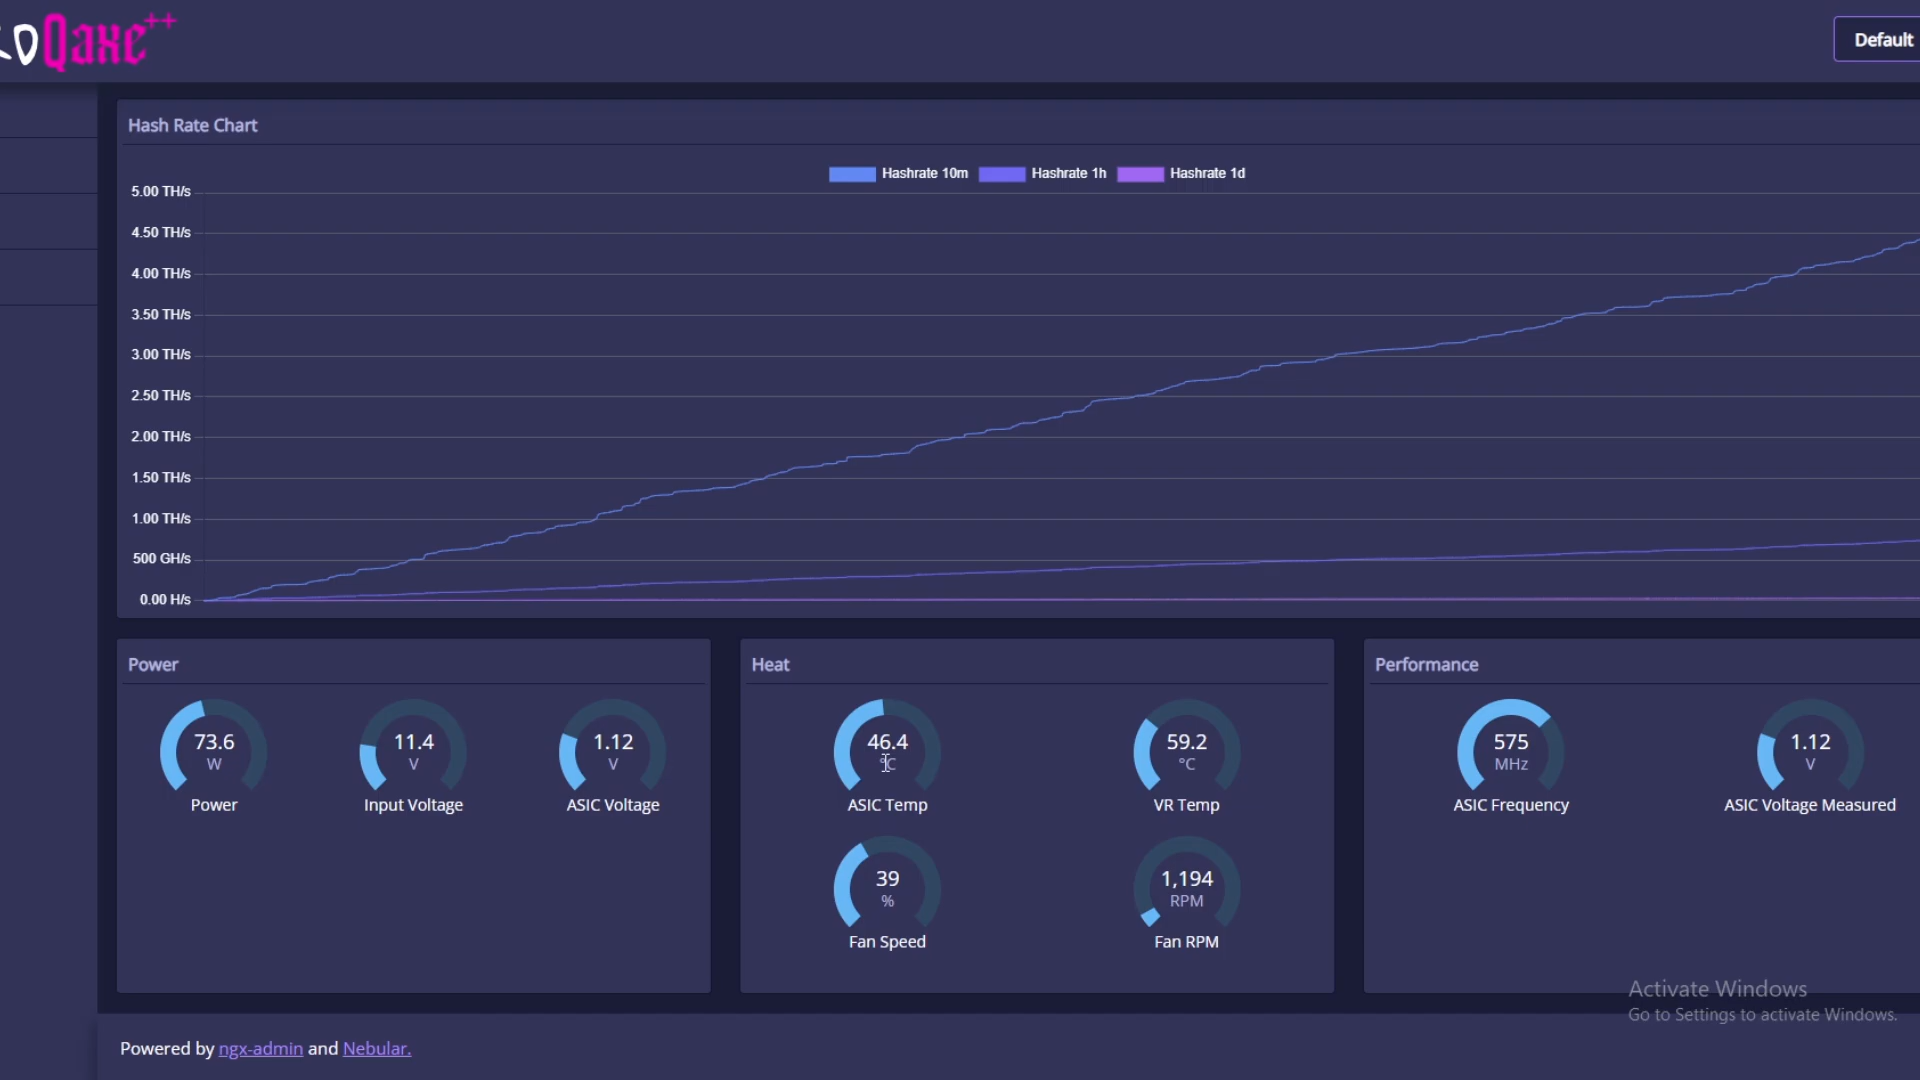 Qaxe++
Default
Hash Rate Chart
Hashrate 10m Hashrate 1h Hashrate 1d
5.00 TH/s
4.50 TH/s
4.00 TH/s
3.50 TH/s
3.00 TH/s
2.50 TH/s
2.00 TH/s
1.50 TH/s
1.00 TH/s
500 GH/s
0.00 H/s
Power
73.6
W
Power
11.4
V
Input Voltage
1.12
V
ASIC Voltage
Heat
46.4
°C
ASIC Temp
59.2
°C
VR Temp
39
%
Fan Speed
1,194
RPM
Fan RPM
Performance
575
MHz
ASIC Frequency
1.12
V
ASIC Voltage Measured
Activate Windows
Go to Settings to activate Windows.
Powered by ngx-admin and Nebular.